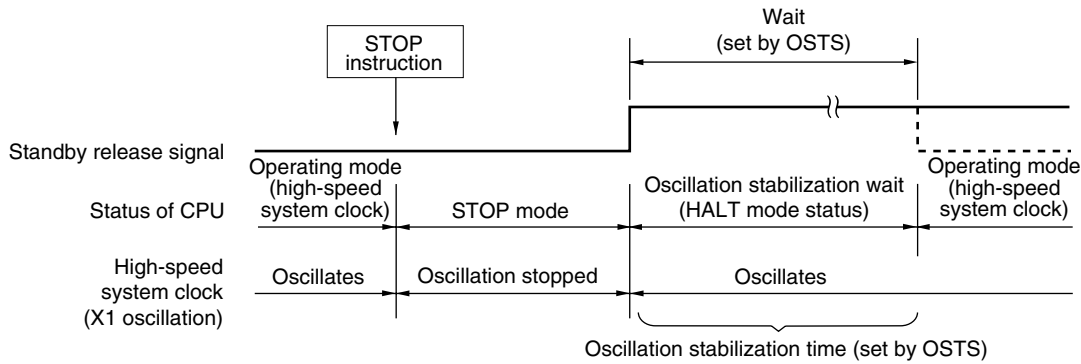 Wait
(set by OSTS)
STOP
instruction
Standby release signal
Operating mode
(high-speed
system clock)
Status of CPU
STOP mode
Oscillation stabilization wait
(HALT mode status)
Operating mode
(high-speed
system clock)
High-speed
system clock
(X1 oscillation)
Oscillates
Oscillation stopped
Oscillates
Oscillation stabilization time (set by OSTS)